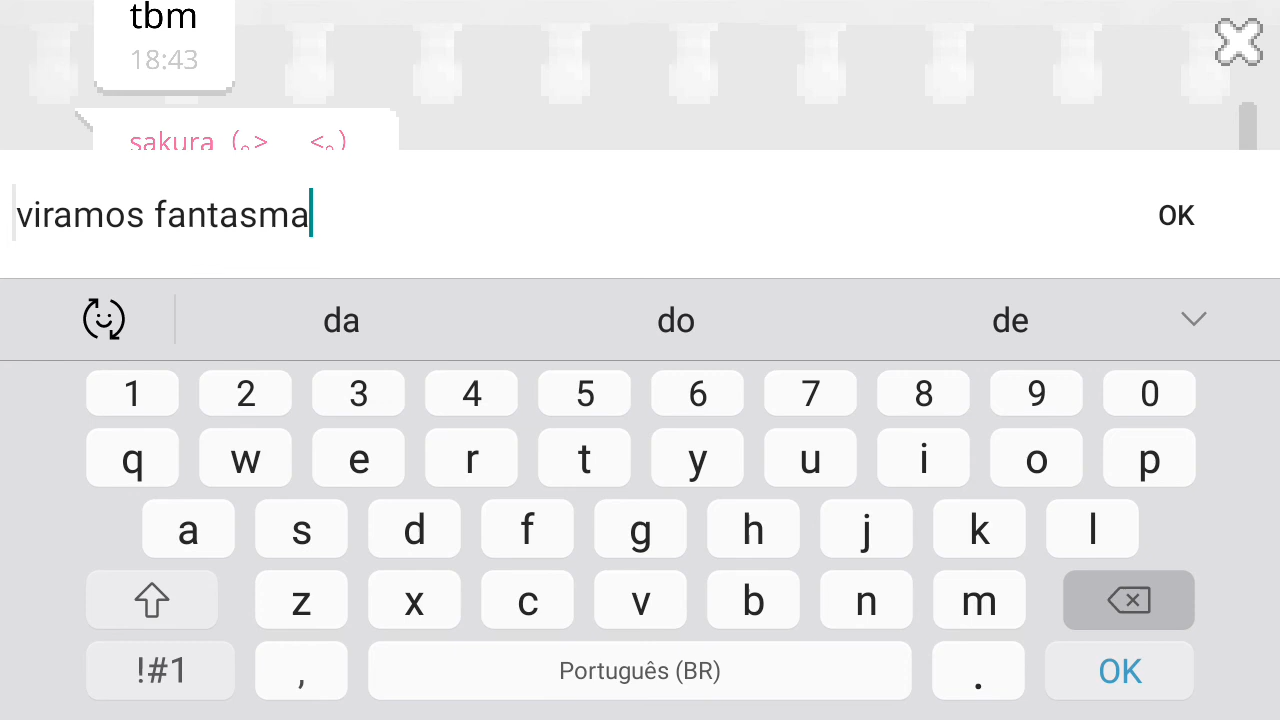 tbm
18:43
sakura (｡>   <｡)
viramos fantasma
OK
da do de
1 2 3 4 5 6 7 8 9 0
q w e r t y u i o p
a s d f g h j k l
z x c v b n m
!#1 , Português (BR) . OK